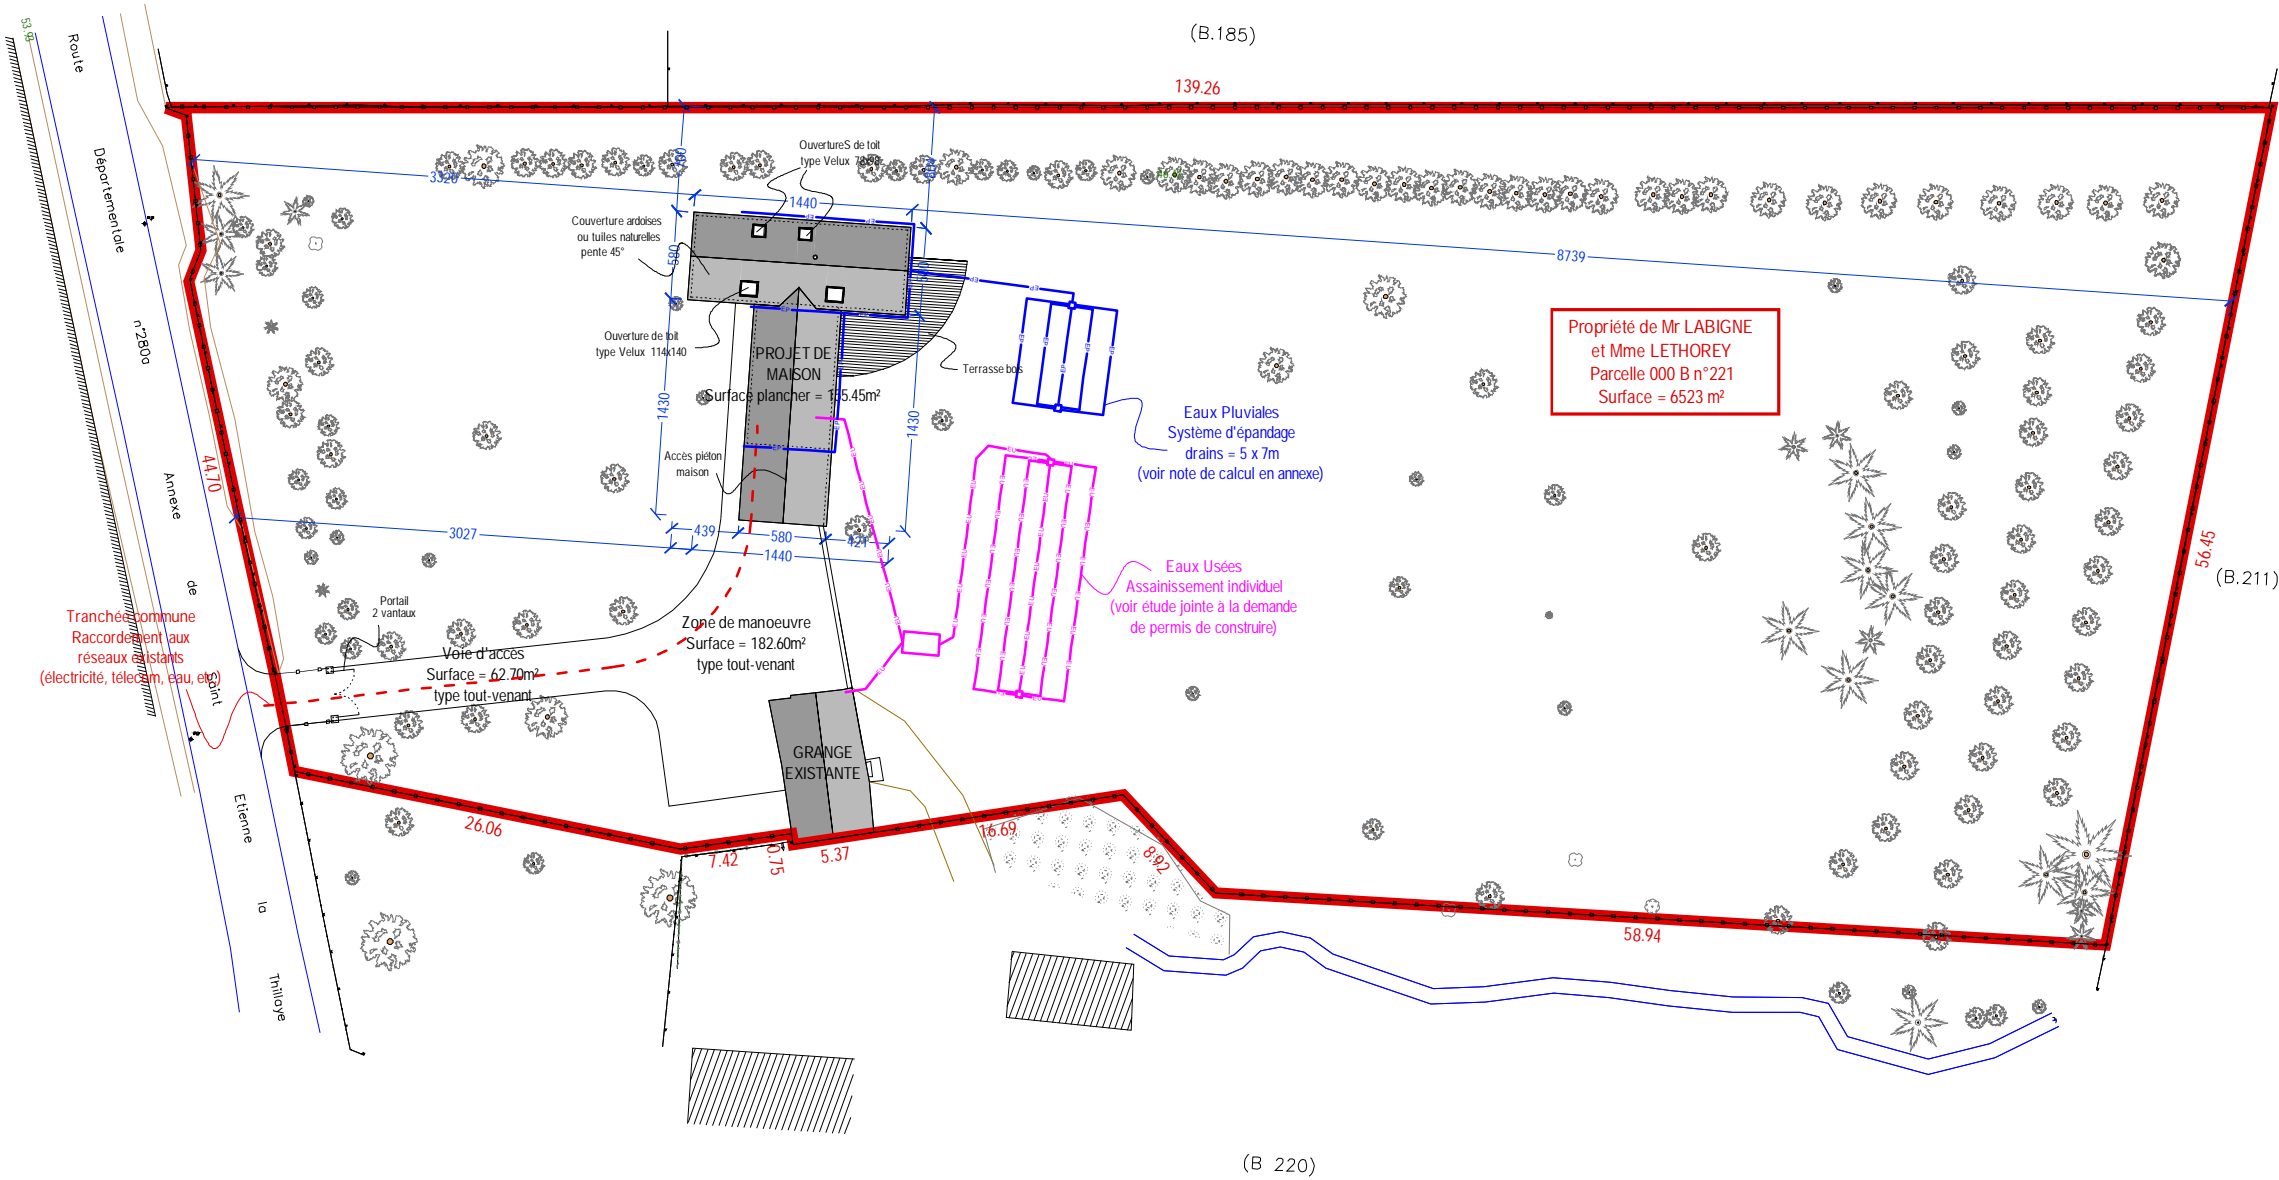 (B.185)
139.26
53.98
Route
Départementale
n°280a
Annexe
de
Saint
Etienne
la
Thillaye
OuvertureS de toit
type Velux 78x98
3320
1440
8739
Couverture ardoises
ou tuiles naturelles
pente 45°
580
Ouverture de toit
type Velux 114x140
PROJET DE
MAISON
Surface plancher = 155.45m²
Terrasse bois
1430
1430
Accès piéton
maison
Propriété de Mr LABIGNE
et Mme LETHOREY
Parcelle 000 B n°221
Surface = 6523 m²
Eaux Pluviales
Système d'épandage
drains = 5 x 7m
(voir note de calcul en annexe)
44.70
3027
439
580
421
1440
Eaux Usées
Assainissement individuel
(voir étude jointe à la demande
de permis de construire)
56.45
(B.211)
Tranchée commune
Raccordement aux
réseaux existants
(électricité, télecom, eau, etc)
Portail
2 vantaux
Voie d'accès
Surface = 62.70m²
type tout-venant
Zone de manoeuvre
Surface = 182.60m²
type tout-venant
GRANGE
EXISTANTE
26.06
7.42
0.75
5.37
16.69
8.92
58.94
(B 220)